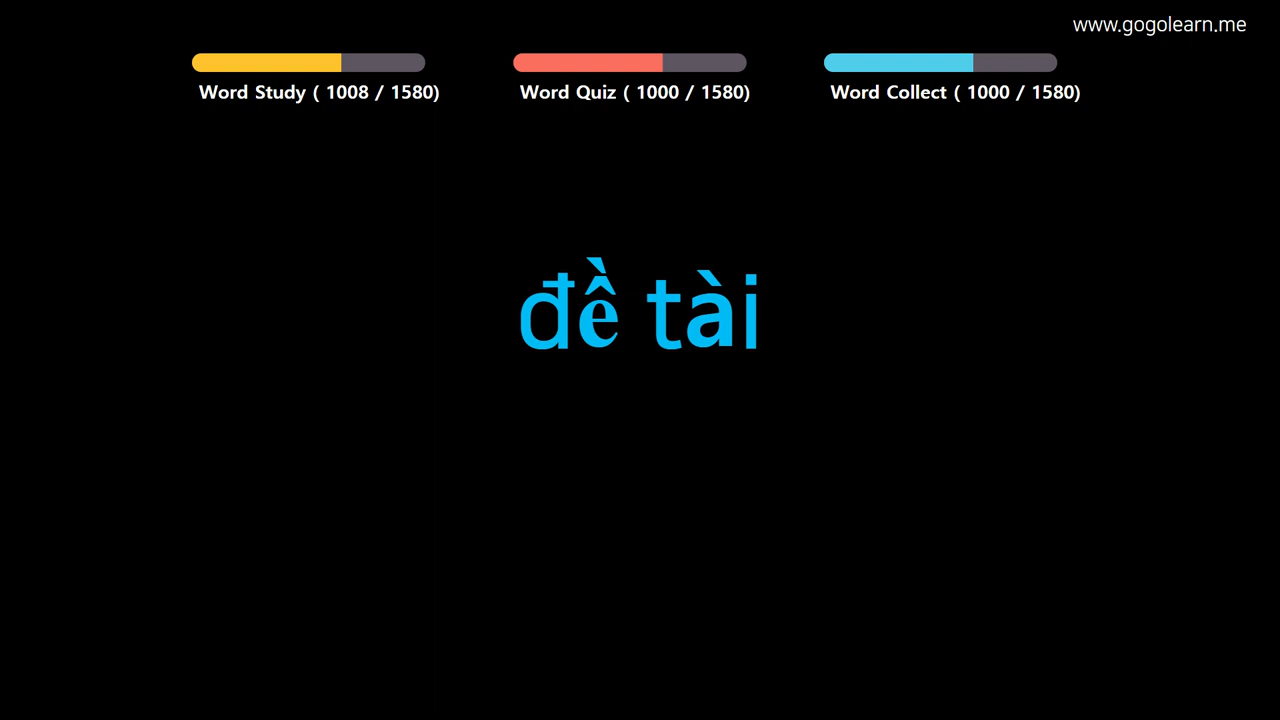 www.gogolearn.me
Word Study ( 1008 / 1580)
Word Quiz ( 1000 / 1580)
Word Collect ( 1000 / 1580)
đề tài